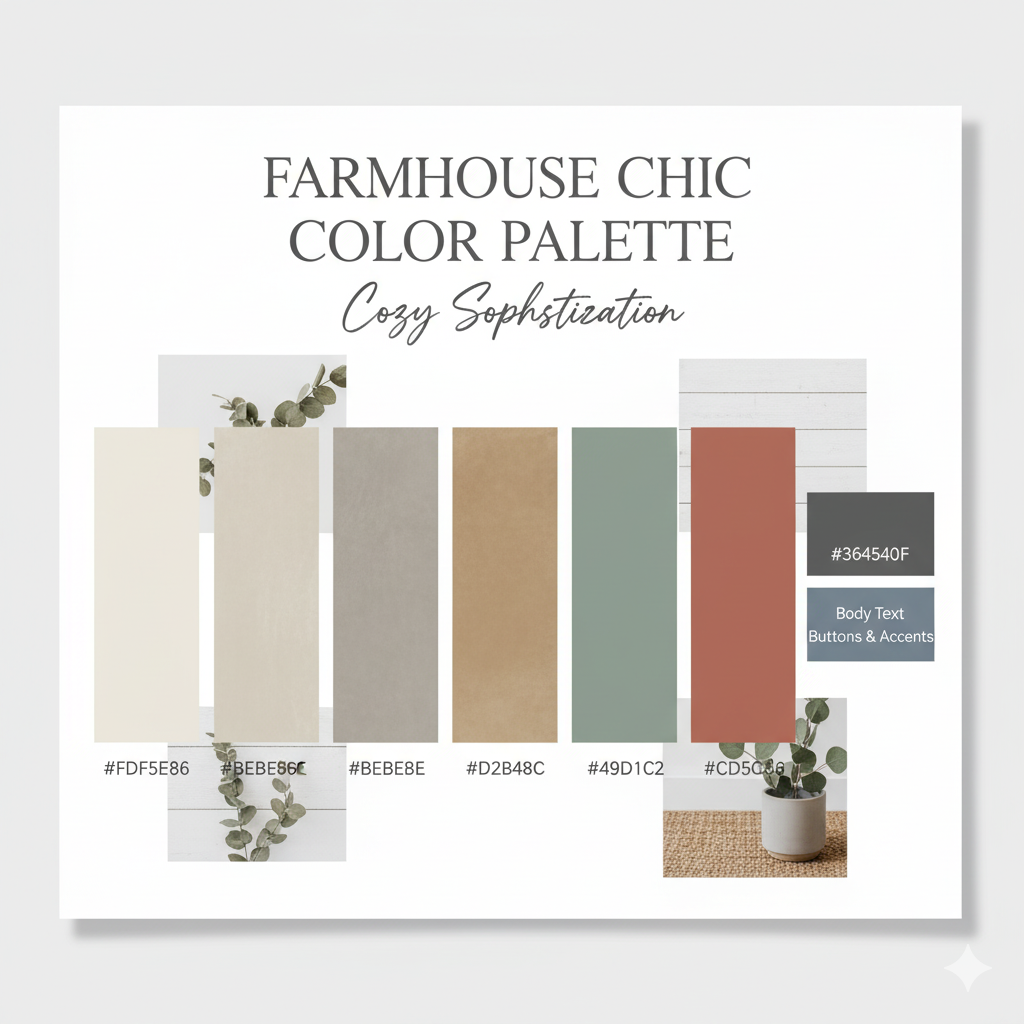 FARMHOUSE CHIC
COLOR PALETTE
Cozy Sophstization
#364540F
Body Text
Buttons & Accents
#FDF5E86
#BEBE8E
#D2B48C
#49D1C2